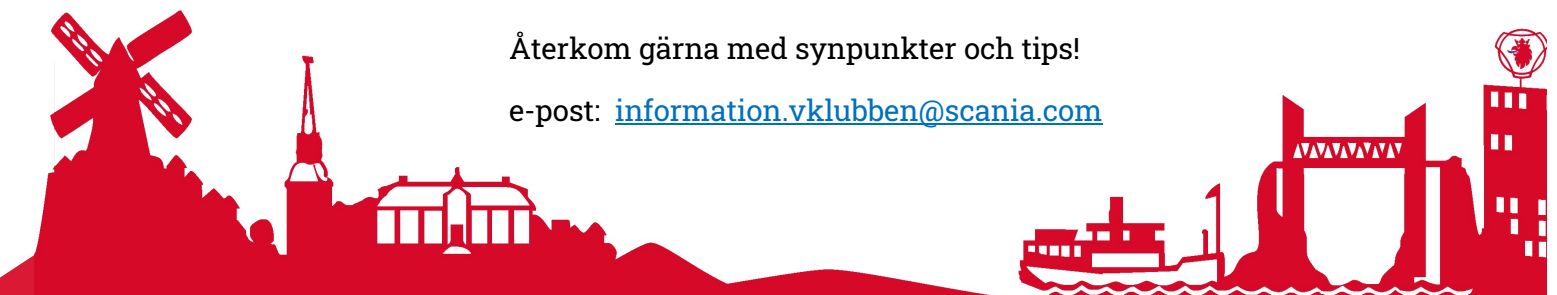 Återkom gärna med synpunkter och tips!
e-post: information.vklubben@scania.com